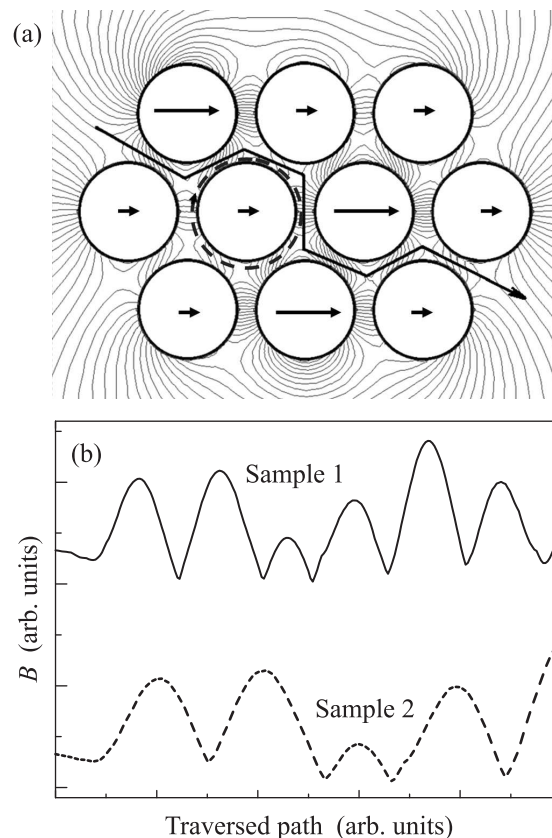 (a)
(b)
Sample 1
Sample 2
B (arb. units)
Traversed path (arb. units)